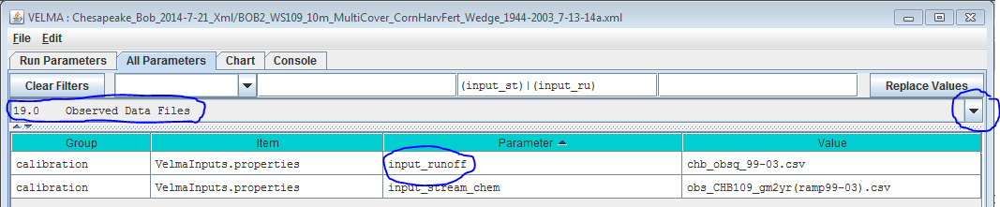 VELMA : Chesapeake_Bob_2014-7-21_Xml/BOB2_WS109_10m_MultiCover_CornHarvFert_Wedge_1944-2003_7-13-14a.xml
File Edit
Run Parameters All Parameters Chart Console
Clear Filters (input_st)|(input_ru) Replace Values
19.0 Observed Data Files
Group Item Parameter Value
calibration VelmaInputs.properties input_runoff chb_obsq_99-03.csv
calibration VelmaInputs.properties input_stream_chem obs_CHB109_gm2yr(ramp99-03).csv